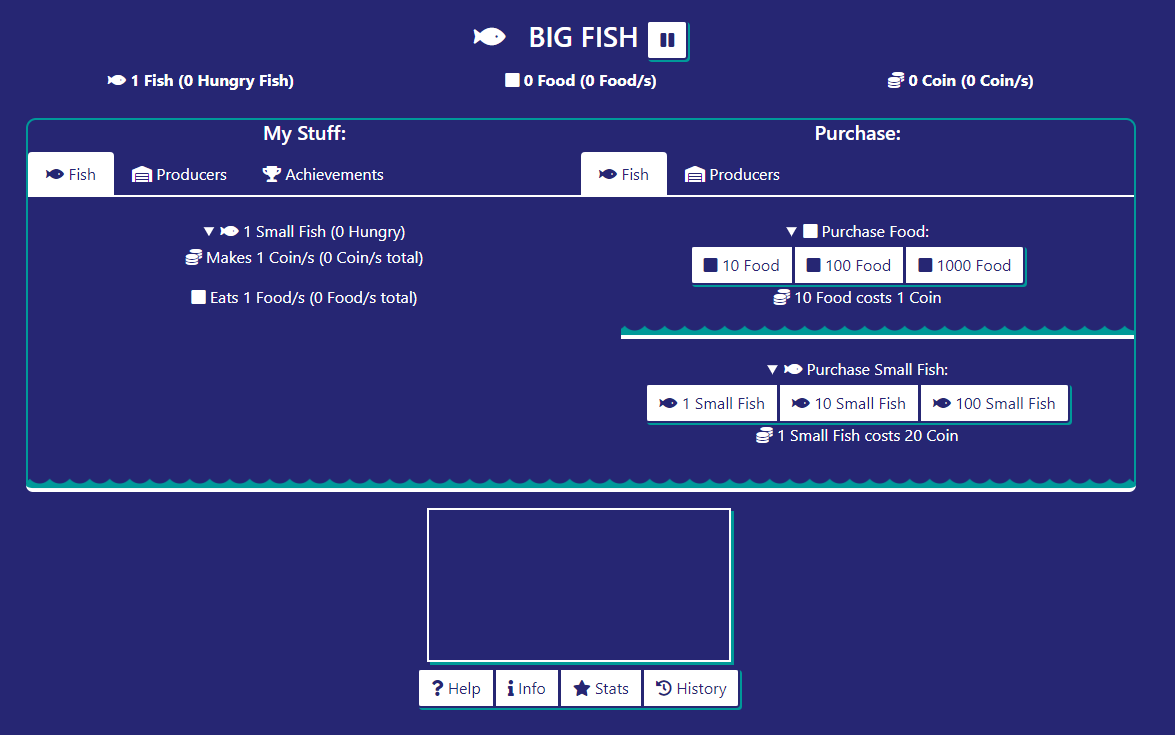 BIG FISH
1 Fish (0 Hungry Fish) 0 Food (0 Food/s) 0 Coin (0 Coin/s)
My Stuff:
Fish Producers Achievements
1 Small Fish (0 Hungry)
Makes 1 Coin/s (0 Coin/s total)
Eats 1 Food/s (0 Food/s total)
Purchase:
Fish Producers
Purchase Food:
10 Food 100 Food 1000 Food
10 Food costs 1 Coin
Purchase Small Fish:
1 Small Fish 10 Small Fish 100 Small Fish
1 Small Fish costs 20 Coin
Help Info Stats History